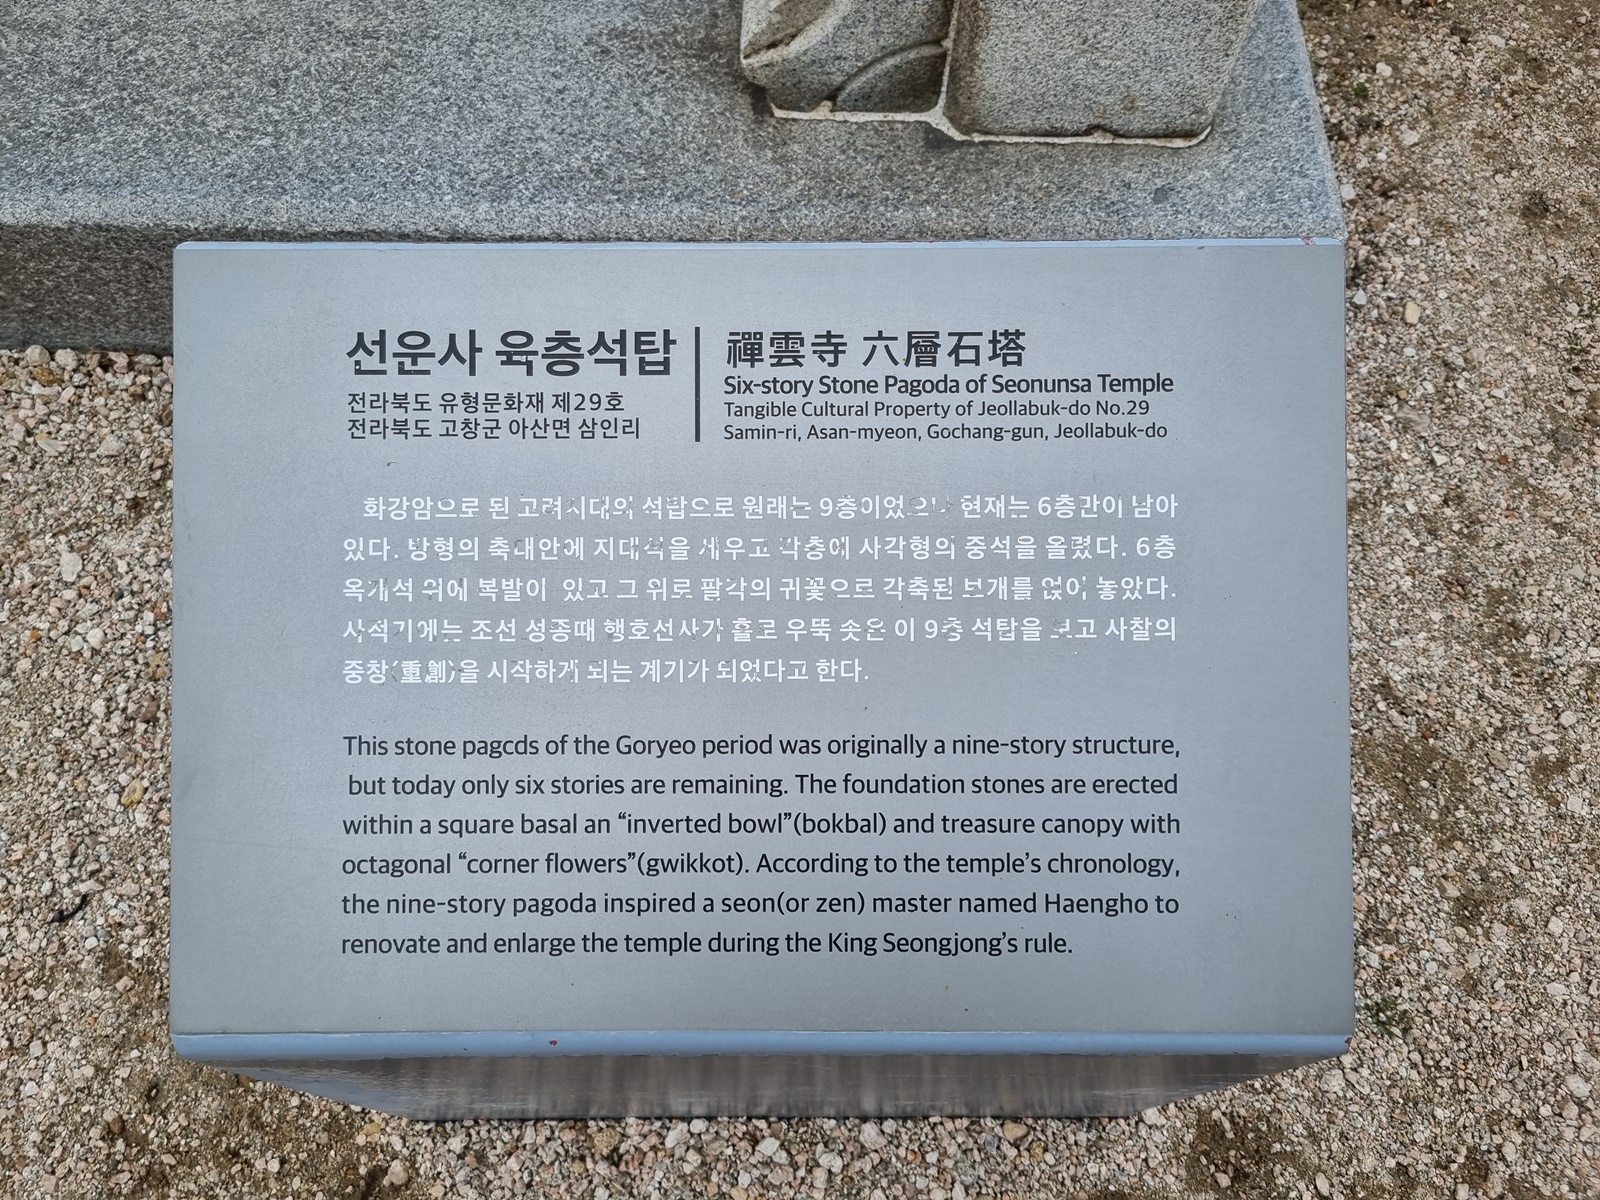 선운사 육층석탑
전라북도 유형문화재 제29호
전라북도 고창군 아산면 삼인리
禪雲寺 六層石塔
Six-story Stone Pagoda of Seonunsa Temple
Tangible Cultural Property of Jeollabuk-do No.29
Samin-ri, Asan-myeon, Gochang-gun, Jeollabuk-do
화강암으로 된 고려시대의 석탑으로 원래는 9층이었으나 현재는 6층만이 남아
있다. 방형의 축대안에 지대석을 세우고 각층에 사각형의 중석을 올렸다. 6층
옥개석 위에 복발이 있고 그 위로 팔각의 귀꽃으로 각축된 보개를 얹어 놓았다.
사적기에는 조선 성종때 행호선사가 홀로 우뚝 솟은 이 9층 석탑을 보고 사찰의
중창(重創)을 시작하게 되는 계기가 되었다고 한다.
This stone pagcds of the Goryeo period was originally a nine-story structure,
but today only six stories are remaining. The foundation stones are erected
within a square basal an “inverted bowl”(bokbal) and treasure canopy with
octagonal “corner flowers”(gwikkot). According to the temple’s chronology,
the nine-story pagoda inspired a seon(or zen) master named Haengho to
renovate and enlarge the temple during the King Seongjong’s rule.